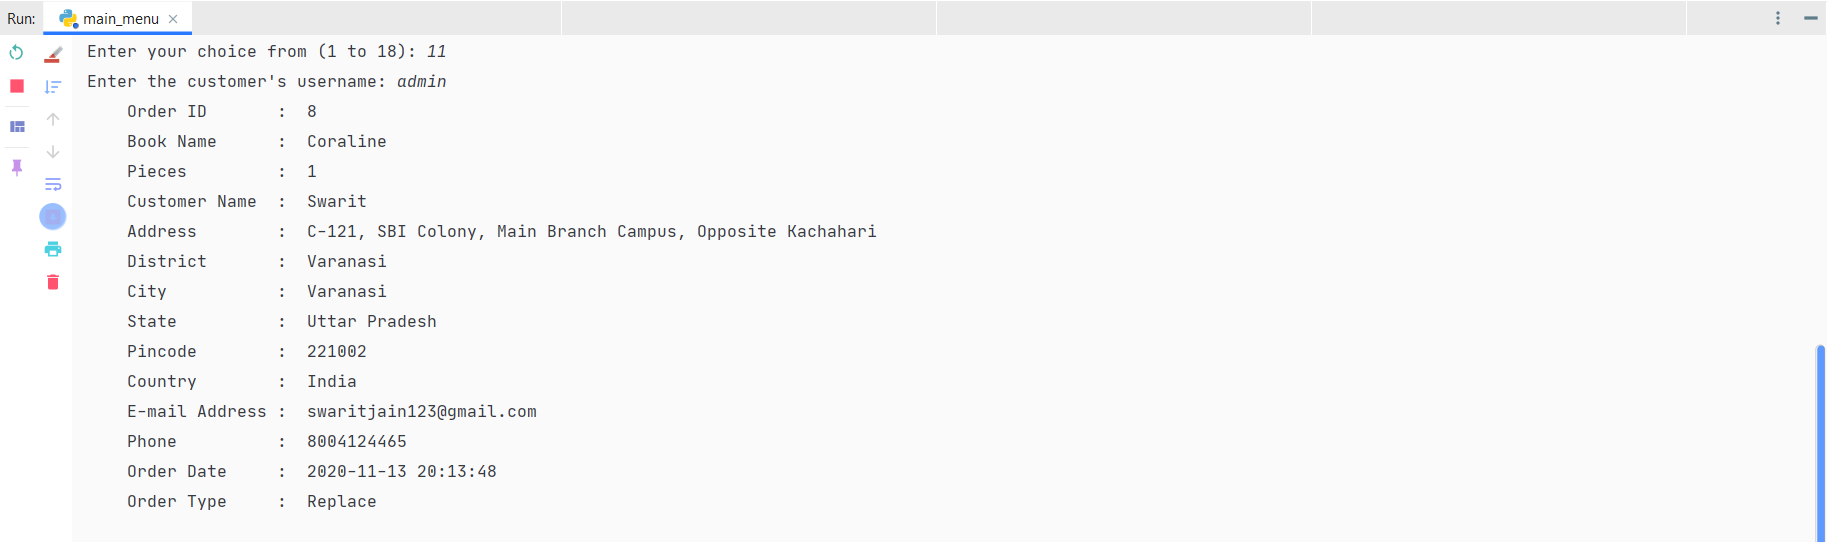 Run: main_menu
Enter your choice from (1 to 18): 11
Enter the customer's username: admin
Order ID : 8
Book Name : Coraline
Pieces : 1
Customer Name : Swarit
Address : C-121, SBI Colony, Main Branch Campus, Opposite Kachahari
District : Varanasi
City : Varanasi
State : Uttar Pradesh
Pincode : 221002
Country : India
E-mail Address : swaritjain123@gmail.com
Phone : 8004124465
Order Date : 2020-11-13 20:13:48
Order Type : Replace